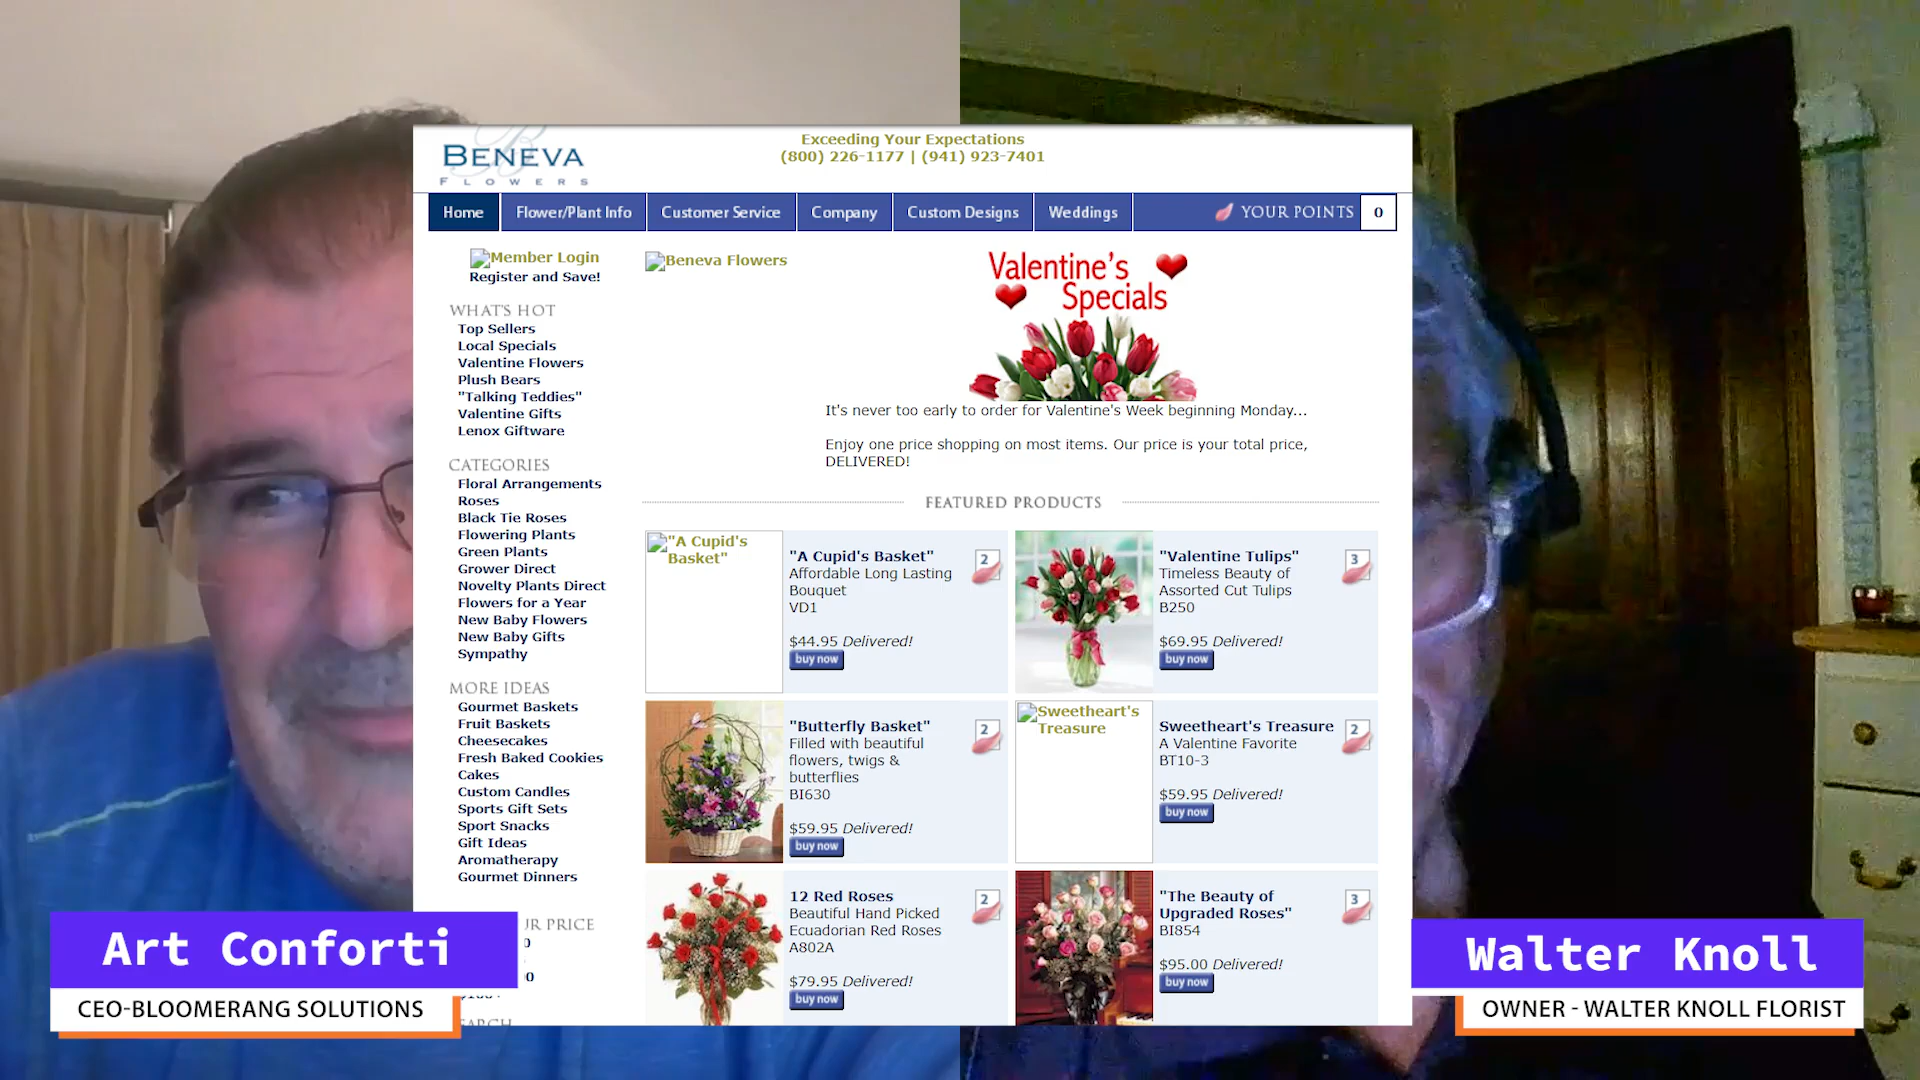 BENEVA
FLOWERS
Exceeding Your Expectations
(800) 226-1177 | (941) 923-7401
Home
Flower/Plant Info
Customer Service
Company
Custom Designs
Weddings
YOUR POINTS
0
Member Login
Register and Save!
WHAT'S HOT
Top Sellers
Local Specials
Valentine Flowers
Plush Bears
"Talking Teddies"
Valentine Gifts
Lenox Giftware
CATEGORIES
Floral Arrangements
Roses
Black Tie Roses
Flowering Plants
Green Plants
Grower Direct
Novelty Plants Direct
Flowers for a Year
New Baby Flowers
New Baby Gifts
Sympathy
MORE IDEAS
Gourmet Baskets
Fruit Baskets
Cheesecakes
Fresh Baked Cookies
Cakes
Custom Candles
Sports Gift Sets
Sport Snacks
Gift Ideas
Aromatherapy
Gourmet Dinners
PRICE
Beneva Flowers
Valentine's
Specials
It's never too early to order for Valentine's Week beginning Monday...
Enjoy one price shopping on most items. Our price is your total price,
DELIVERED!
FEATURED PRODUCTS
"A Cupid's
Basket"
"A Cupid's Basket"
Affordable Long Lasting
Bouquet
VD1
$44.95 Delivered!
buy now
2
"Valentine Tulips"
Timeless Beauty of
Assorted Cut Tulips
B250
$69.95 Delivered!
buy now
3
"Butterfly Basket"
Filled with beautiful
flowers, twigs &
butterflies
BI630
$59.95 Delivered!
buy now
2
Sweetheart's
Treasure
Sweetheart's Treasure
A Valentine Favorite
BT10-3
$59.95 Delivered!
buy now
2
12 Red Roses
Beautiful Hand Picked
Ecuadorian Red Roses
A802A
$79.95 Delivered!
buy now
2
"The Beauty of
Upgraded Roses"
BI854
$95.00 Delivered!
buy now
3
Art Conforti
CEO-BLOOMERANG SOLUTIONS
Walter Knoll
OWNER - WALTER KNOLL FLORIST